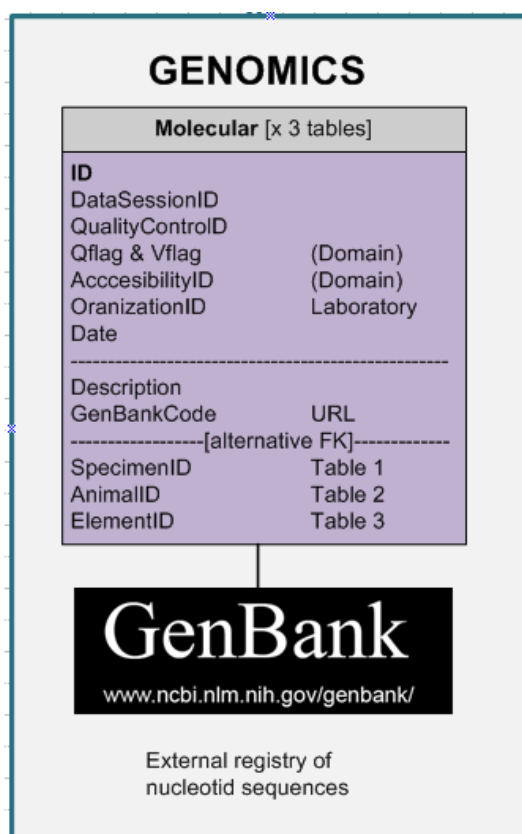 GENOMICS
Molecular [x 3 tables]
ID
DataSessionID
QualityControlD
Qflag & Vflag (Domain)
AcccesibilityID (Domain)
OranizationID Laboratory
Date
Description
GenBankCode URL
[alternative FK]
SpecimenID Table 1
AnimalID Table 2
ElementID Table 3
GenBank
www.ncbi.nlm.nih.gov/genbank/
External registry of
nucleotid sequences